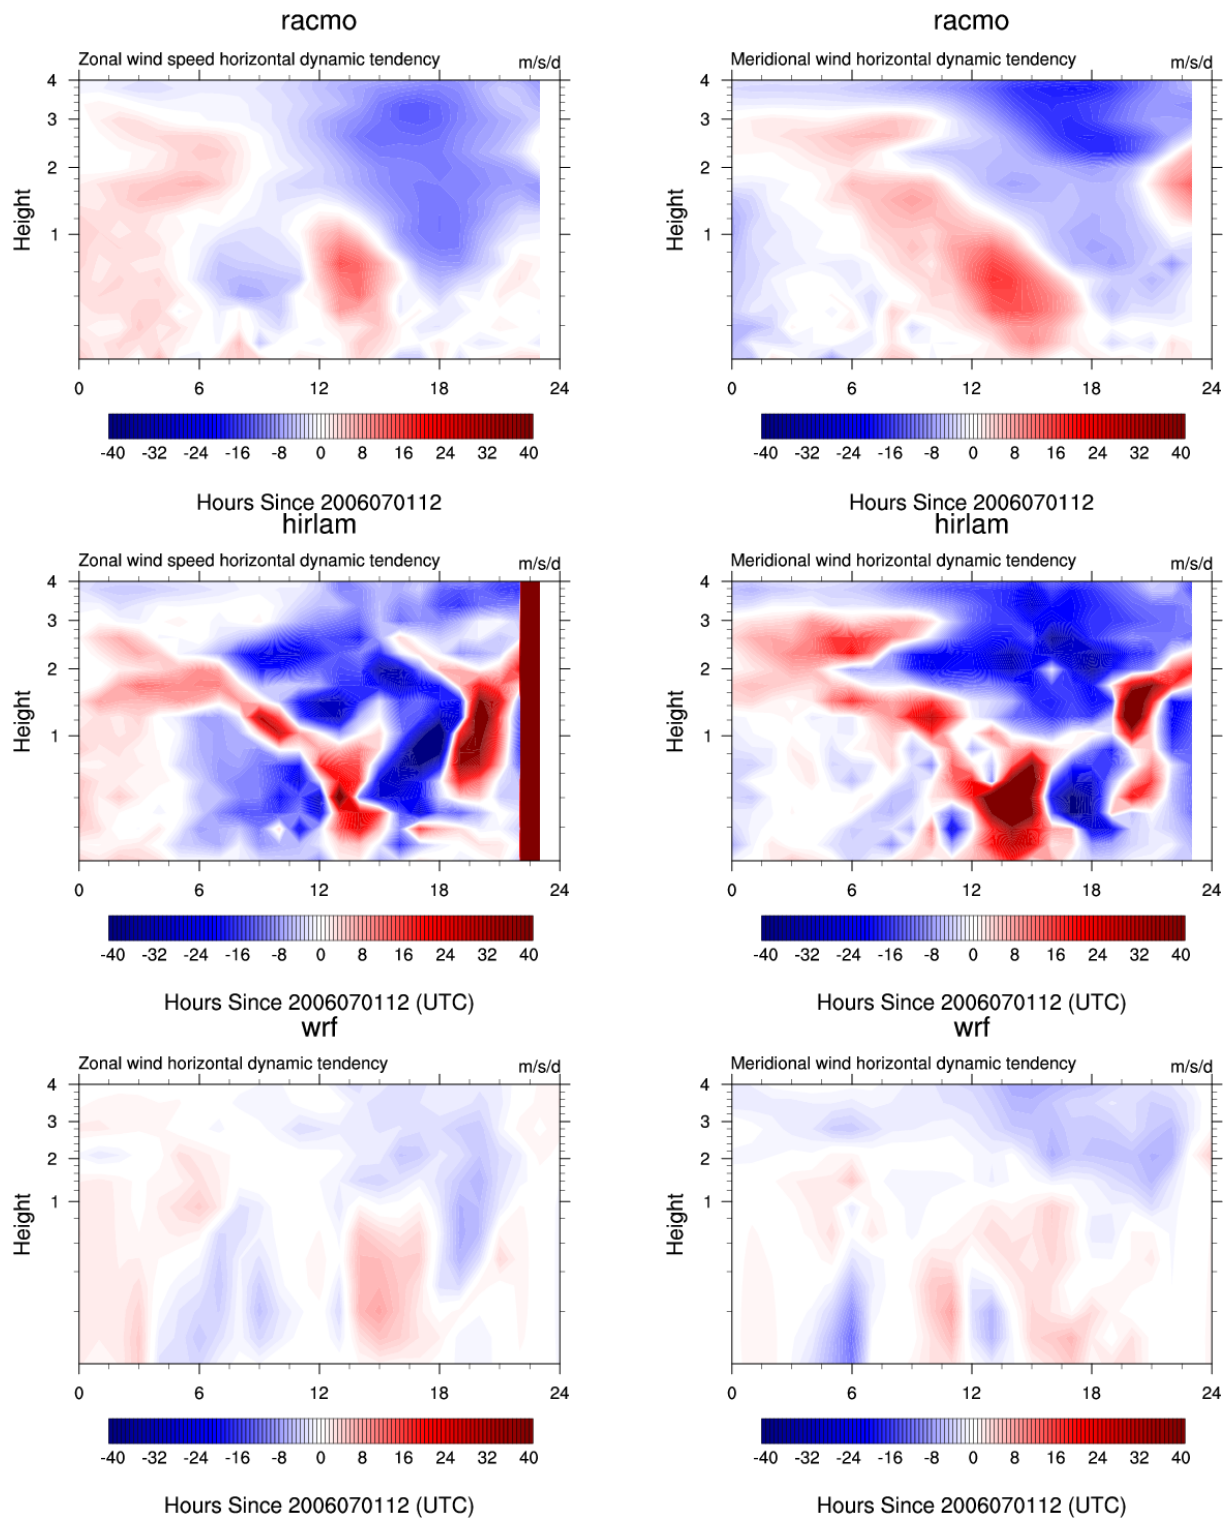 racmo
racmo
Zonal wind speed horizontal dynamic tendency m/s/d
Meridional wind horizontal dynamic tendency m/s/d
4
3
2
1
Height
0 6 12 18 24
-40 -32 -24 -16 -8 0 8 16 24 32 40
Hours Since 2006070112
4
3
2
1
Height
0 6 12 18 24
-40 -32 -24 -16 -8 0 8 16 24 32 40
Hours Since 2006070112
hirlam
hirlam
Zonal wind speed horizontal dynamic tendency m/s/d
Meridional wind horizontal dynamic tendency m/s/d
4
3
2
1
Height
0 6 12 18 24
-40 -32 -24 -16 -8 0 8 16 24 32 40
Hours Since 2006070112 (UTC)
4
3
2
1
Height
0 6 12 18 24
-40 -32 -24 -16 -8 0 8 16 24 32 40
Hours Since 2006070112 (UTC)
wrf
wrf
Zonal wind horizontal dynamic tendency m/s/d
Meridional wind horizontal dynamic tendency m/s/d
4
3
2
1
Height
0 6 12 18 24
-40 -32 -24 -16 -8 0 8 16 24 32 40
Hours Since 2006070112 (UTC)
4
3
2
1
Height
0 6 12 18 24
-40 -32 -24 -16 -8 0 8 16 24 32 40
Hours Since 2006070112 (UTC)